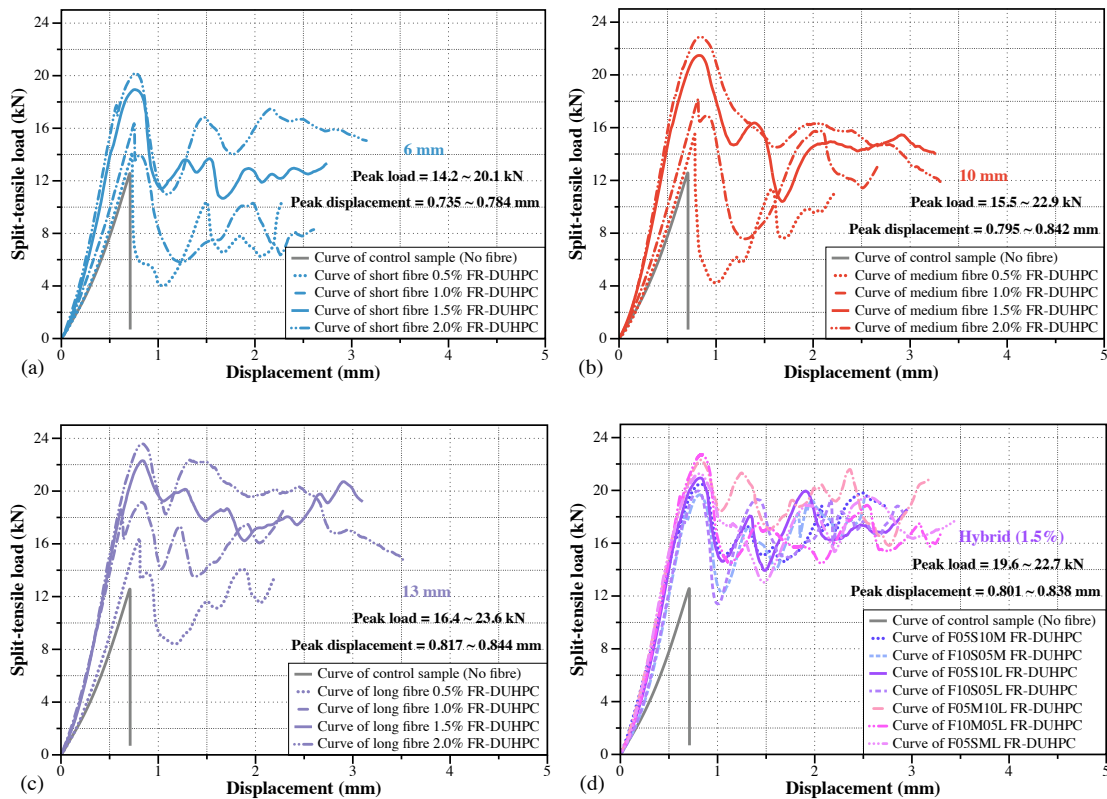 24
20
16
12
8
4
0
Split-tensile load (kN)
6 mm
Peak load = 14.2 ~ 20.1 kN
Peak displacement = 0.735 ~ 0.784 mm
Curve of control sample (No fibre)
Curve of short fibre 0.5% FR-DUHPC
Curve of short fibre 1.0% FR-DUHPC
Curve of short fibre 1.5% FR-DUHPC
Curve of short fibre 2.0% FR-DUHPC
0 1 2 3 4 5
(a)
Displacement (mm)
24
20
16
12
8
4
0
Split-tensile load (kN)
10 mm
Peak load = 15.5 ~ 22.9 kN
Peak displacement = 0.795 ~ 0.842 mm
Curve of control sample (No fibre)
Curve of medium fibre 0.5% FR-DUHPC
Curve of medium fibre 1.0% FR-DUHPC
Curve of medium fibre 1.5% FR-DUHPC
Curve of medium fibre 2.0% FR-DUHPC
0 1 2 3 4 5
(b)
Displacement (mm)
24
20
16
12
8
4
0
Split-tensile load (kN)
13 mm
Peak load = 16.4 ~ 23.6 kN
Peak displacement = 0.817 ~ 0.844 mm
Curve of control sample (No fibre)
Curve of long fibre 0.5% FR-DUHPC
Curve of long fibre 1.0% FR-DUHPC
Curve of long fibre 1.5% FR-DUHPC
Curve of long fibre 2.0% FR-DUHPC
0 1 2 3 4 5
(c)
Displacement (mm)
24
20
16
12
8
4
0
Split-tensile load (kN)
Hybrid (1.5%)
Peak load = 19.6 ~ 22.7 kN
Peak displacement = 0.801 ~ 0.838 mm
Curve of control sample (No fibre)
Curve of F05S10M FR-DUHPC
Curve of F10S05M FR-DUHPC
Curve of F05S10L FR-DUHPC
Curve of F10S05L FR-DUHPC
Curve of F05M10L FR-DUHPC
Curve of F10M05L FR-DUHPC
Curve of F05SML FR-DUHPC
0 1 2 3 4 5
(d)
Displacement (mm)